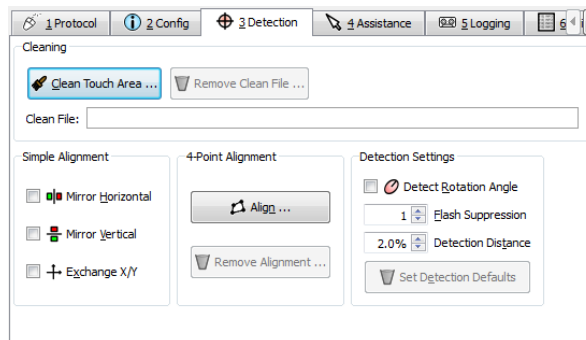 1 Protocol 2 Config 3 Detection 4 Assistance 5 Logging 6
Cleaning
Clean Touch Area ... Remove Clean File ...
Clean File:
Simple Alignment 4-Point Alignment Detection Settings
Mirror Horizontal Align ... Detect Rotation Angle
1 Flash Suppression
Mirror Vertical 2.0% Detection Distance
Exchange X/Y Remove Alignment ... Set Detection Defaults